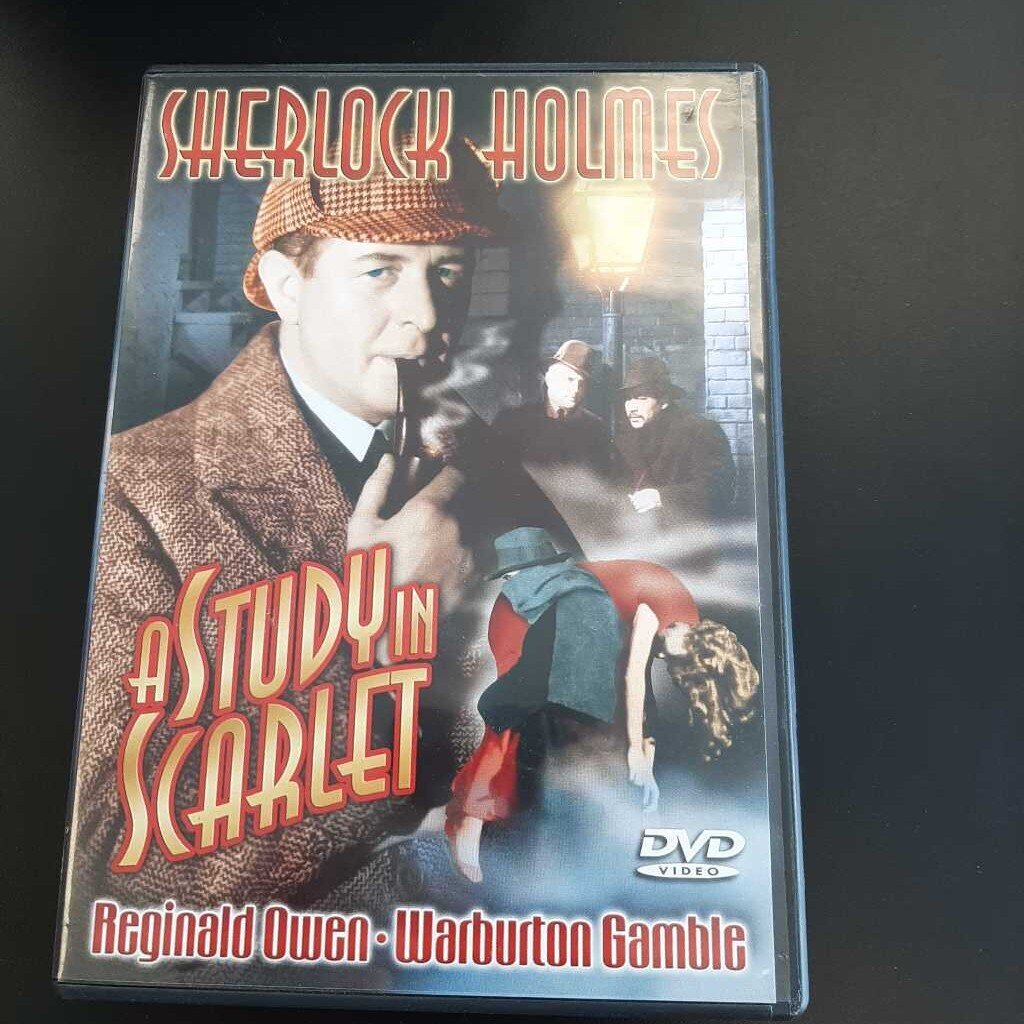 SHERLOCK HOLMES
A STUDY IN
SCARLET
DVD
VIDEO
Reginald Owen • Warburton Gamble